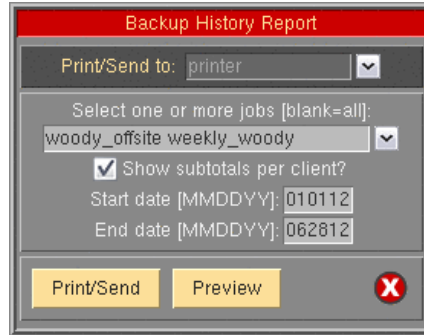 Backup History Report
Print/Send to: printer
Select one or more jobs [blank=all]:
woody_offsite weekly_woody
Show subtotals per client?
Start date [MMDDYY]: 010112
End date [MMDDYY]: 062812
Print/Send Preview